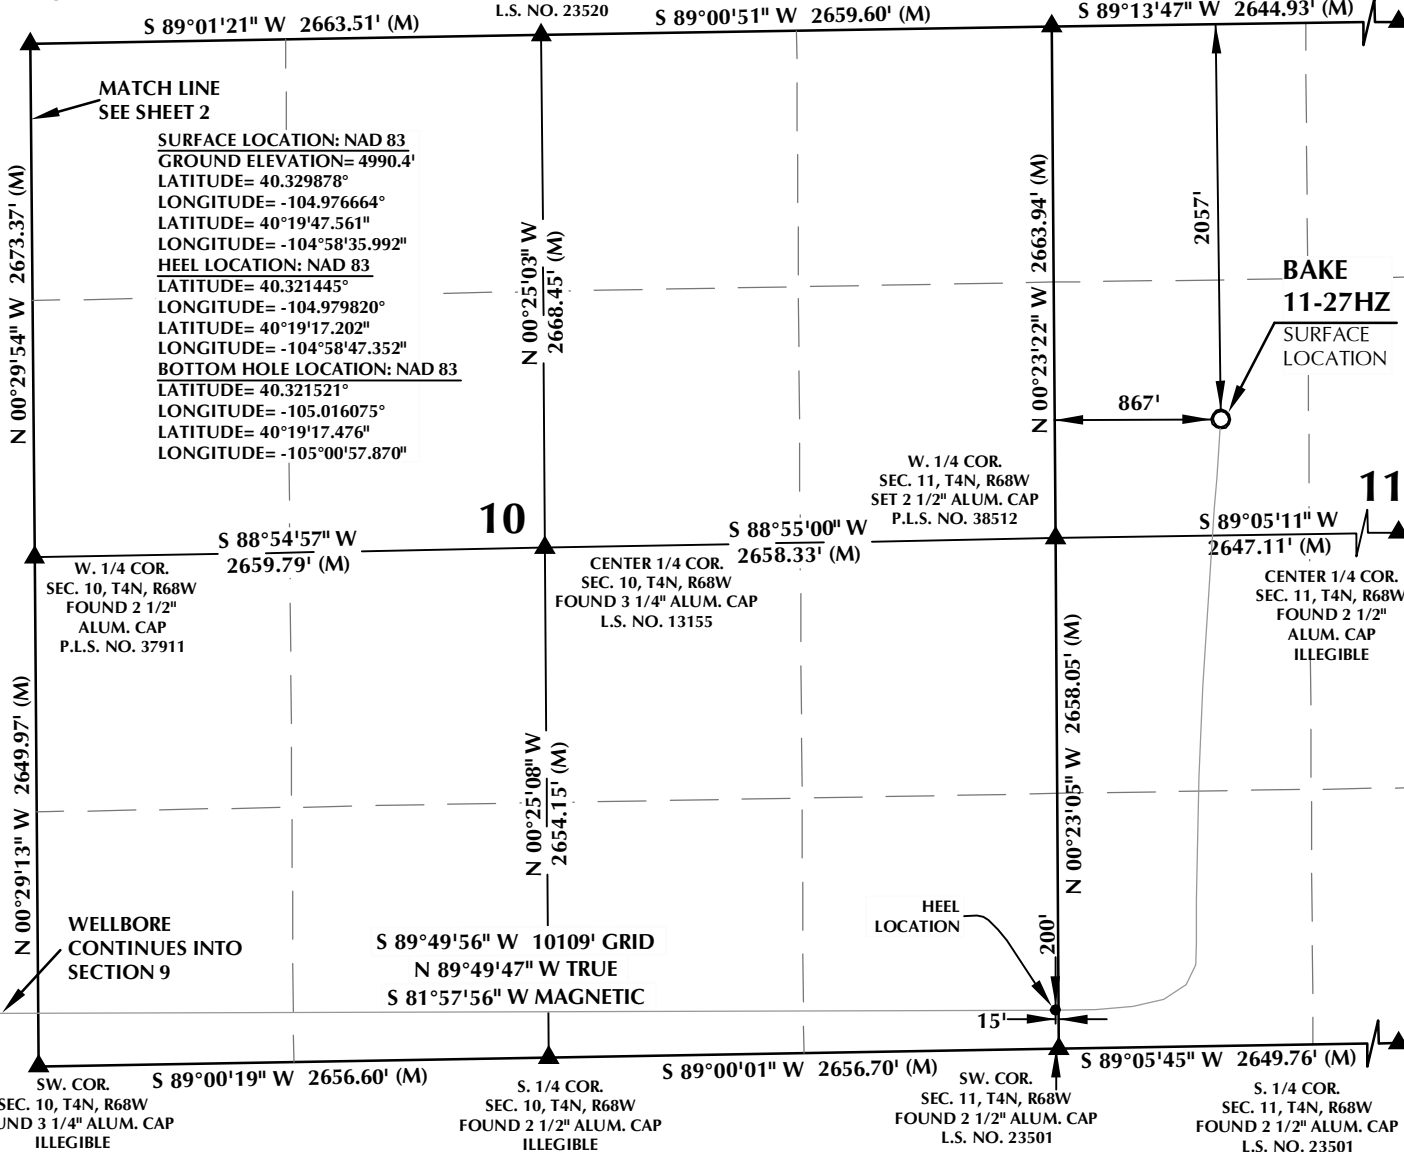 S 89°01'21" W 2663.51' (M)
L.S. NO. 23520
S 89°00'51" W 2659.60' (M)
S 89°13'47" W 2644.93' (M)
MATCH LINE
SEE SHEET 2
SURFACE LOCATION: NAD 83
GROUND ELEVATION= 4990.4'
LATITUDE= 40.329878°
LONGITUDE= -104.976664°
LATITUDE= 40°19'47.561"
LONGITUDE= -104°58'35.992"
HEEL LOCATION: NAD 83
LATITUDE= 40.321445°
LONGITUDE= -104.979820°
LATITUDE= 40°19'17.202"
LONGITUDE= -104°58'47.352"
BOTTOM HOLE LOCATION: NAD 83
LATITUDE= 40.321521°
LONGITUDE= -105.016075°
LATITUDE= 40°19'17.476"
LONGITUDE= -105°00'57.870"
N 00°29'54" W 2673.37' (M)
N 00°25'03" W
2668.45' (M)
N 00°23'22" W 2663.94' (M)
2057'
BAKE
11-27HZ
SURFACE
LOCATION
867'
W. 1/4 COR.
SEC. 11, T4N, R68W
SET 2 1/2" ALUM. CAP
P.L.S. NO. 38512
10
11
S 88°54'57" W
2659.79' (M)
S 88°55'00" W
2658.33' (M)
S 89°05'11" W
2647.11' (M)
W. 1/4 COR.
SEC. 10, T4N, R68W
FOUND 2 1/2"
ALUM. CAP
P.L.S. NO. 37911
CENTER 1/4 COR.
SEC. 10, T4N, R68W
FOUND 3 1/4" ALUM. CAP
L.S. NO. 13155
CENTER 1/4 COR.
SEC. 11, T4N, R68W
FOUND 2 1/2"
ALUM. CAP
ILLEGIBLE
N 00°29'13" W 2649.97' (M)
N 00°25'08" W
2654.15' (M)
N 00°23'05" W 2658.05' (M)
WELLBORE
CONTINUES INTO
SECTION 9
S 89°49'56" W 10109' GRID
N 89°49'47" W TRUE
S 81°57'56" W MAGNETIC
HEEL
LOCATION
200'
15'
S 89°00'19" W 2656.60' (M)
S 89°00'01" W 2656.70' (M)
S 89°05'45" W 2649.76' (M)
SW. COR.
SEC. 10, T4N, R68W
UND 3 1/4" ALUM. CAP
ILLEGIBLE
S. 1/4 COR.
SEC. 10, T4N, R68W
FOUND 2 1/2" ALUM. CAP
ILLEGIBLE
SW. COR.
SEC. 11, T4N, R68W
FOUND 2 1/2" ALUM. CAP
L.S. NO. 23501
S. 1/4 COR.
SEC. 11, T4N, R68W
FOUND 2 1/2" ALUM. CAP
L.S. NO. 23501